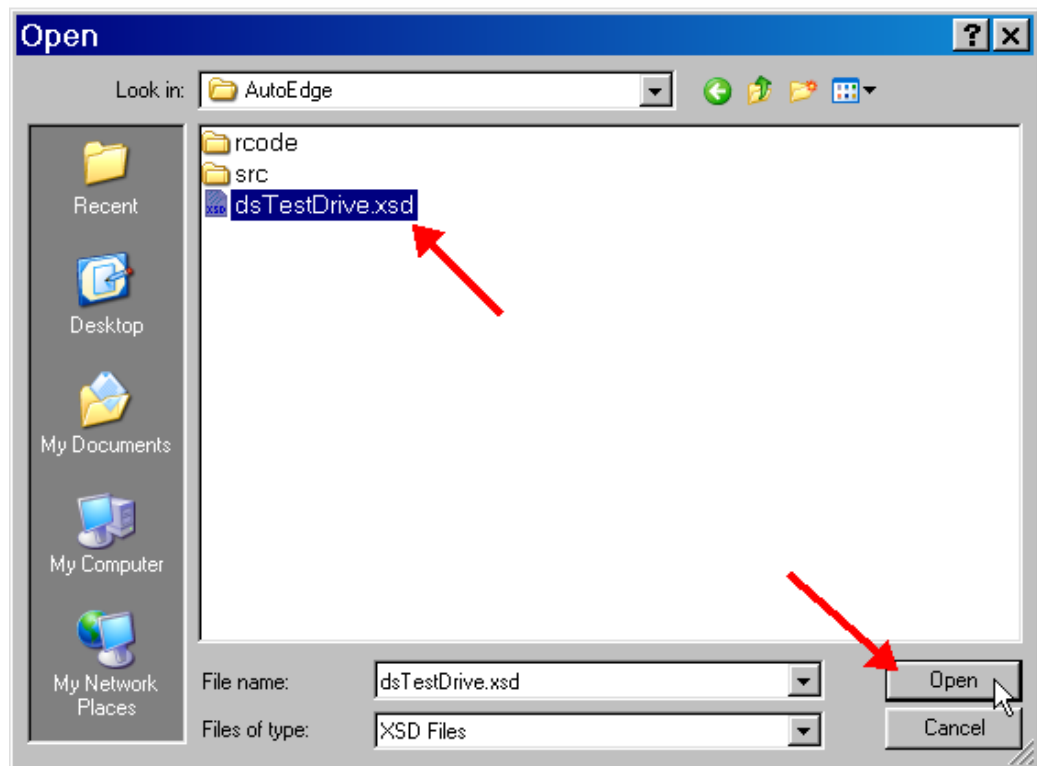 Open
Look in:
AutoEdge
rcode
src
XSD
dsTestDrive.xsd
Recent
Desktop
My Documents
My Computer
My Network
Places
File name:
dsTestDrive.xsd
Open
Files of type:
XSD Files
Cancel